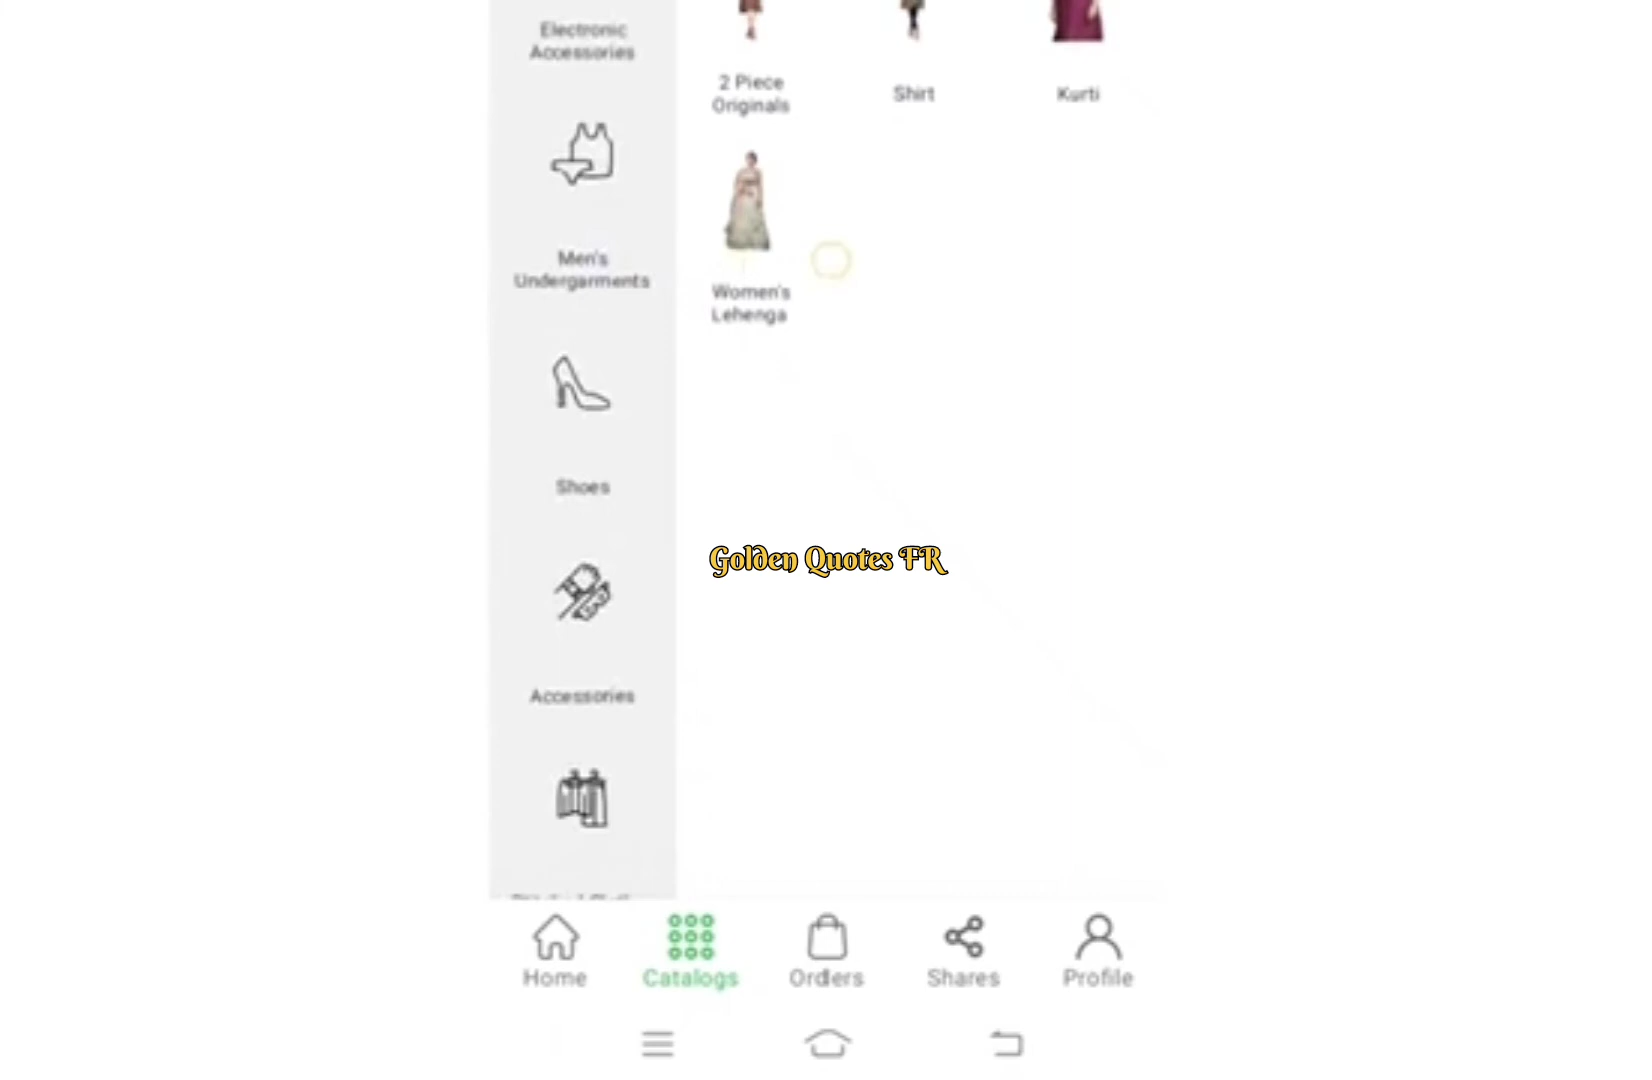 Electronic
Accessories
Men's
Undergarments
Shoes
Accessories
2 Piece
Originals
Shirt
Kurti
Women's
Lehenga
Golden Quotes FR
Home
Catalogs
Orders
Shares
Profile